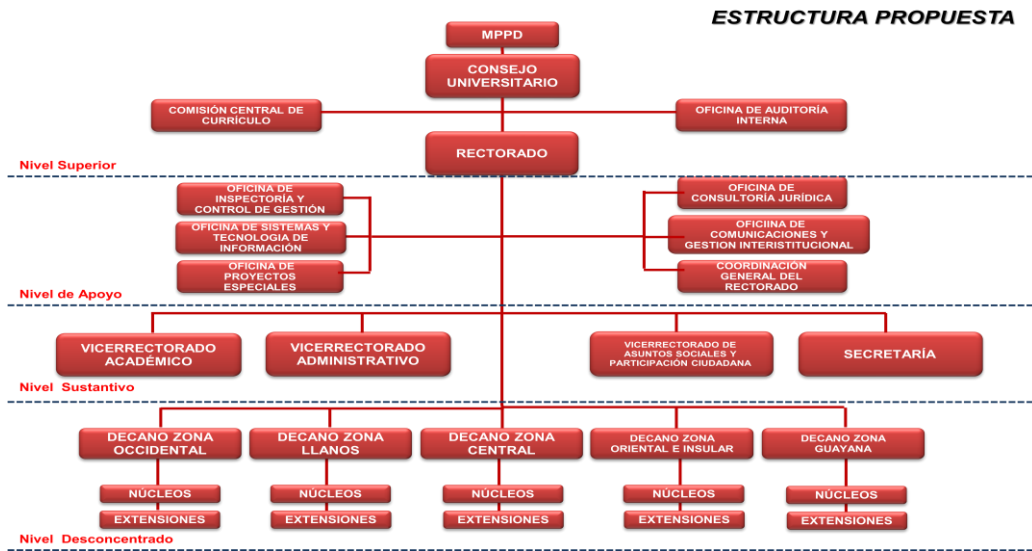 ESTRUCTURA PROPUESTA
MPPD
CONSEJO
UNIVERSITARIO
COMISIÓN CENTRAL DE
CURRÍCULO
OFICINA DE AUDITORÍA
INTERNA
RECTORADO
Nivel Superior
OFICINA DE
INSPECTORÍA Y
CONTROL DE GESTIÓN
OFICINA DE
CONSULTORÍA JURÍDICA
OFICINA DE SISTEMAS Y
TECNOLOGIA DE
INFORMACIÓN
OFICIINA DE
COMUNICACIONES Y
GESTION INTERISTITUCIONAL
OFICINA DE
PROYECTOS
ESPECIALES
COORDINACIÓN
GENERAL DEL
RECTORADO
Nivel de Apoyo
VICERRECTORADO
ACADÉMICO
VICERRECTORADO
ADMINISTRATIVO
VICERRECTORADO DE
ASUNTOS SOCIALES Y
PARTICIPACIÓN CIUDADANA
SECRETARÍA
Nivel Sustantivo
DECANO ZONA
OCCIDENTAL
DECANO ZONA
LLANOS
DECANO ZONA
CENTRAL
DECANO ZONA
ORIENTAL E INSULAR
DECANO ZONA
GUAYANA
NÚCLEOS
NÚCLEOS
NÚCLEOS
NÚCLEOS
NÚCLEOS
EXTENSIONES
EXTENSIONES
EXTENSIONES
EXTENSIONES
EXTENSIONES
Nivel Desconcentrado